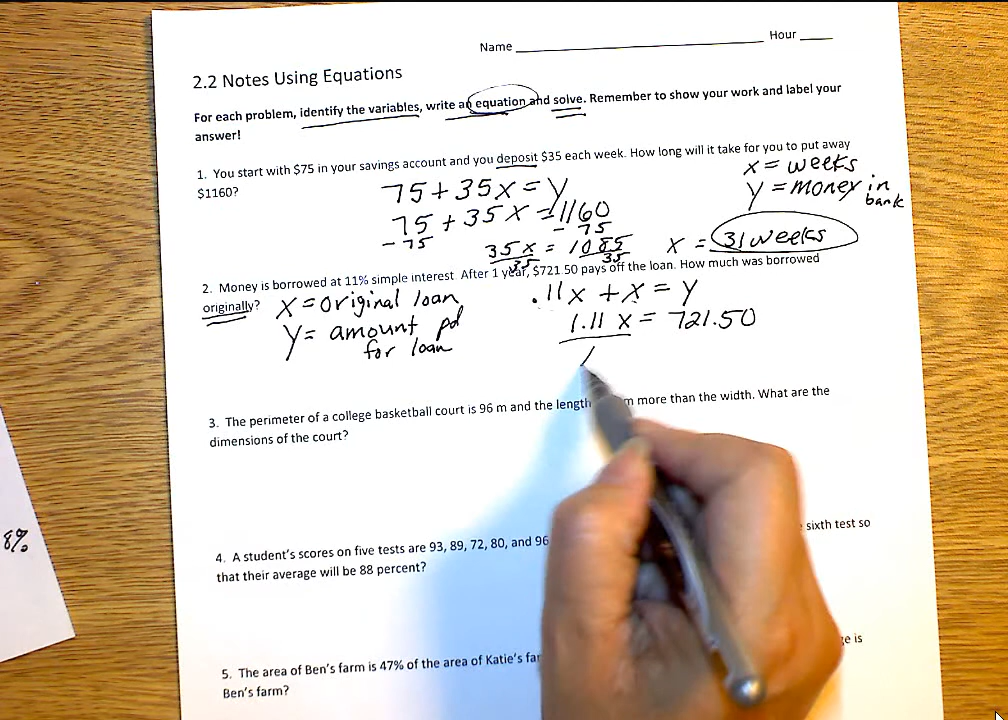 Name ____ Hour ____
2.2 Notes Using Equations
For each problem, identify the variables, write an equation and solve. Remember to show your work and label your
answer!
1. You start with $75 in your savings account and you deposit $35 each week. How long will it take for you to put away
$1160?
x = weeks
y = money in
bank
75 + 35x = y
75 + 35x = 1160
- 75 - 75
35x = 1085
35 35
x = 31 weeks
2. Money is borrowed at 11% simple interest. After 1 year, $721.50 pays off the loan. How much was borrowed
originally?
x = original loan
y = amount pd
for loan
.11x + x = y
1.11 x = 721.50
3. The perimeter of a college basketball court is 96 m and the length m more than the width. What are the
dimensions of the court?
4. A student's scores on five tests are 93, 89, 72, 80, and 96 sixth test so
that their average will be 88 percent?
5. The area of Ben's farm is 47% of the area of Katie's is
Ben's farm?
8%